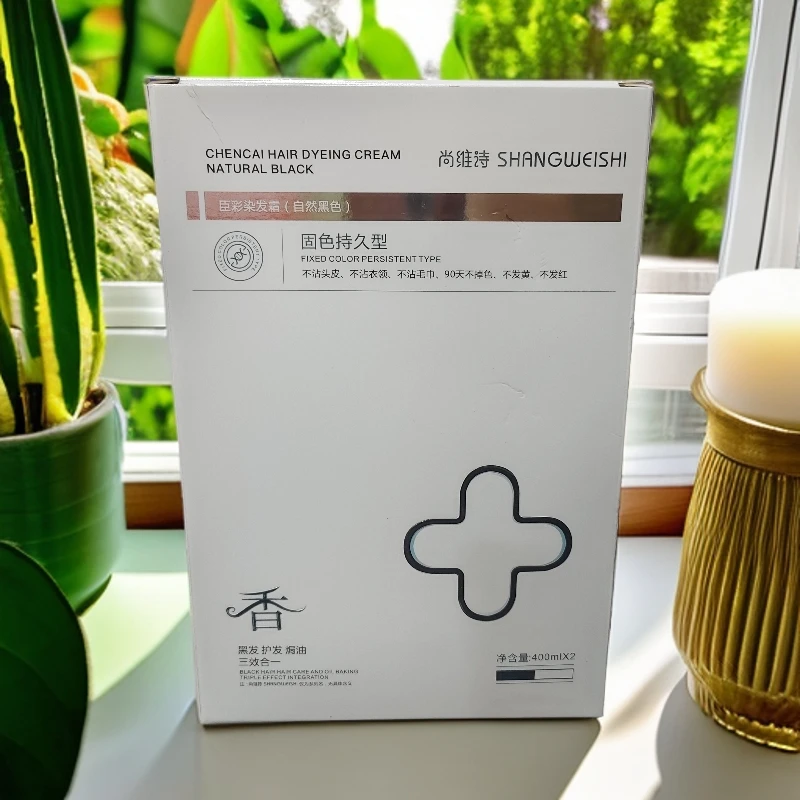 CHENCAI HAIR DYEING CREAM
NATURAL BLACK
尚维诗 SHANGWEISHI
臣彩染发霜（自然黑色）
固色持久型
FIXED COLOR PERSISTENT TYPE
不沾头皮、不沾衣领、不沾毛巾、90天不掉色、不发黄、不发红
香
黑发 护发 焗油
三效合一
BLACK HAIR HAIR CARE AND OIL BAKING
TRIPLE EFFECT INTEGRATION
净含量:400mlX2